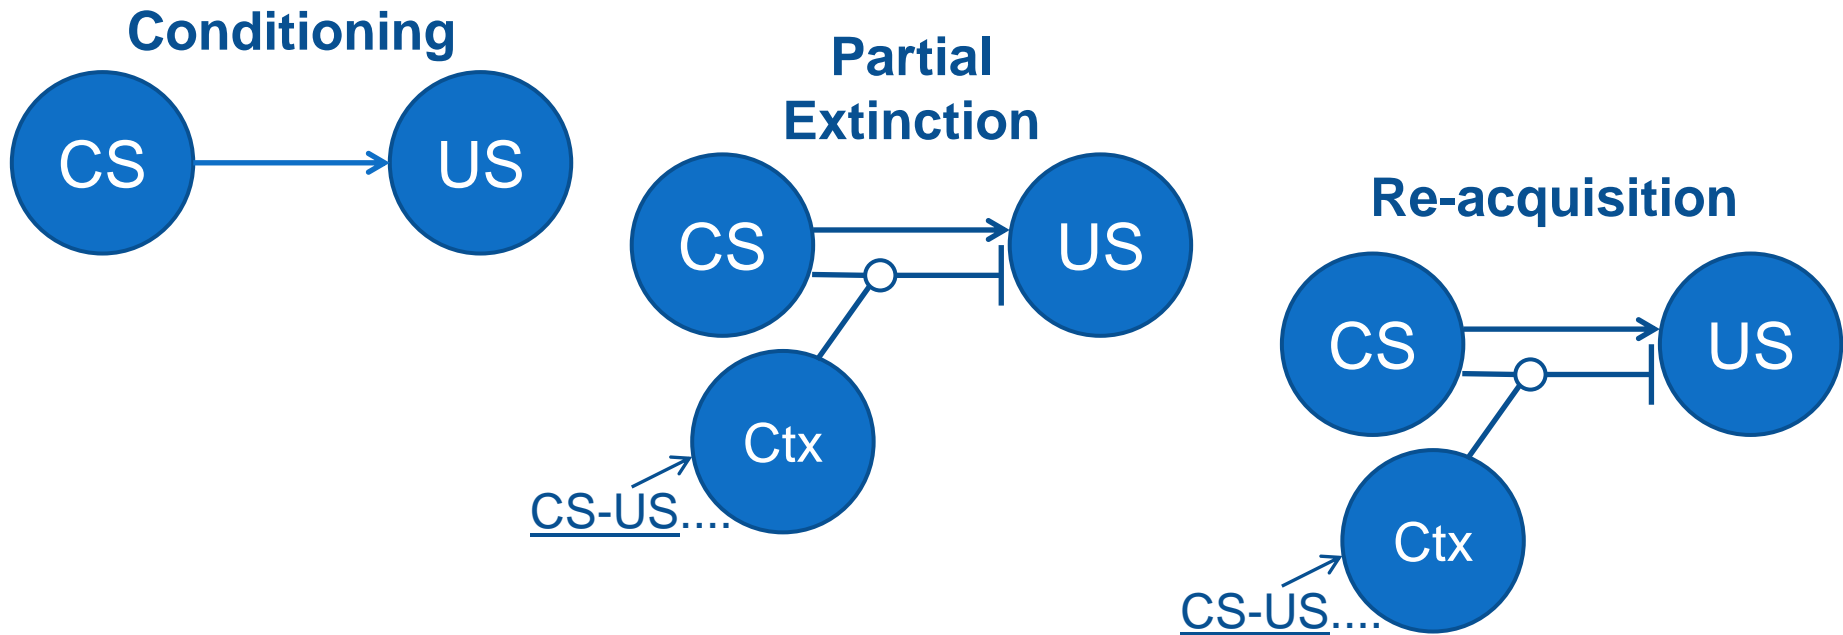 Conditioning
CS
US
Partial
Extinction
CS
US
Ctx
CS-US....
Re-acquisition
CS
US
Ctx
CS-US....